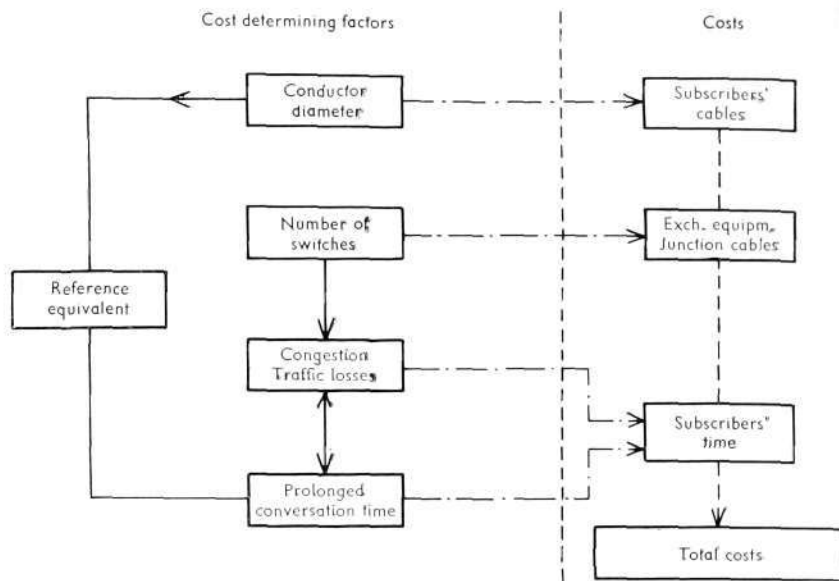 Cost determining factors
Costs
Conductor
diameter
Subscribers'
cables
Number of
switches
Exch. equipm.
Junction cables
Reference
equivalent
Congestion
Traffic losses
Subscribers"
time
Prolonged
conversation time
Total costs